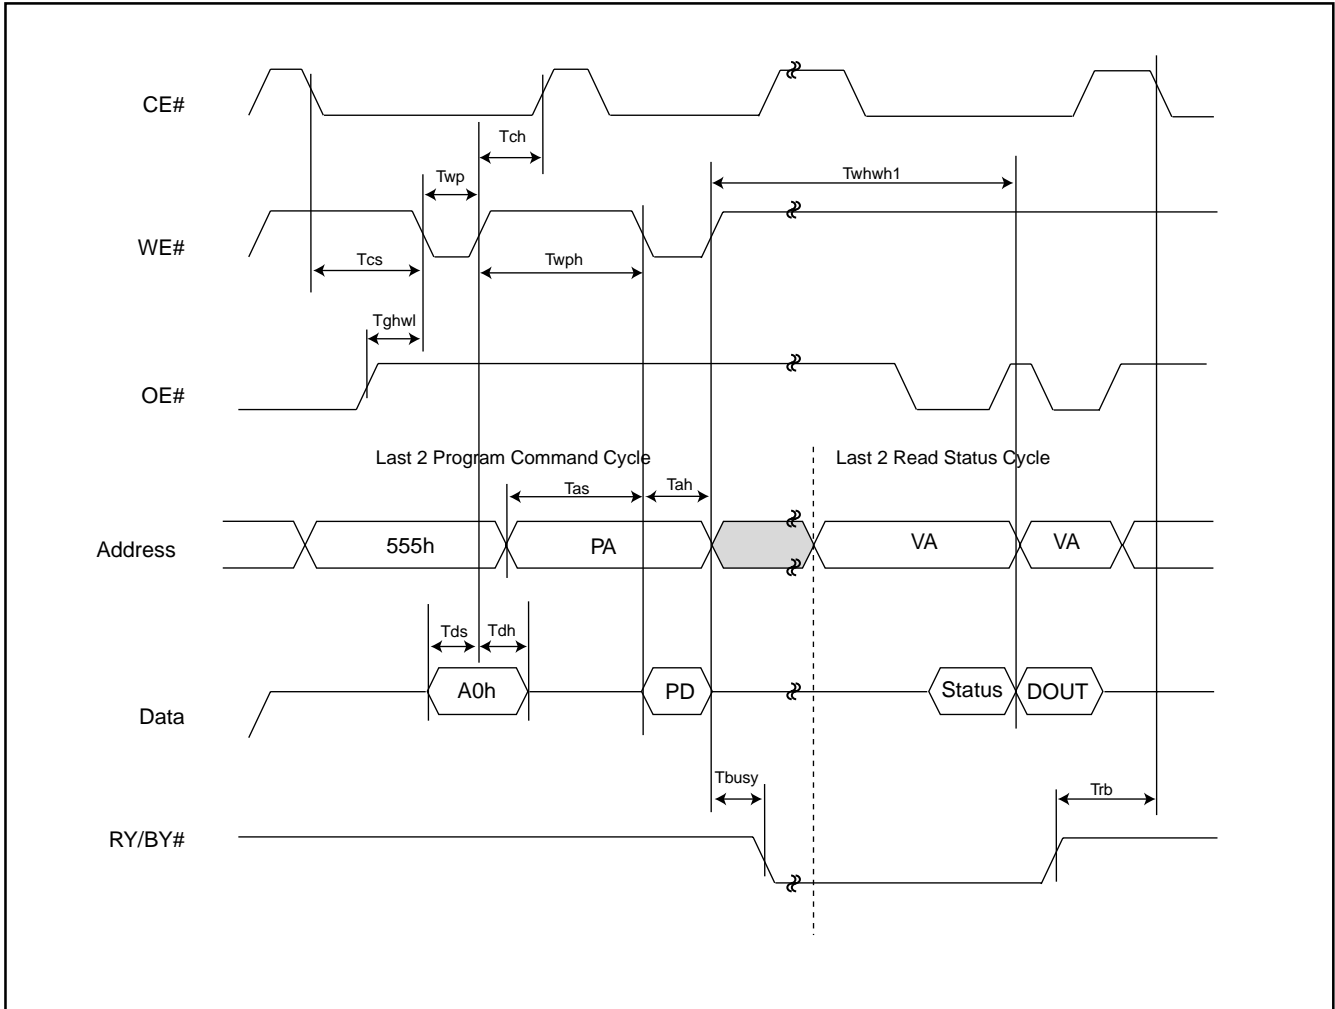 CE#
Tch
Twp
Twhwh1
WE#
Tcs
Twph
Tghwl
OE#
Last 2 Program Command Cycle
Last 2 Read Status Cycle
Tas
Tah
Address
555h
PA
VA
VA
Tds
Tdh
A0h
PD
Status
DOUT
Data
Tbusy
Trb
RY/BY#